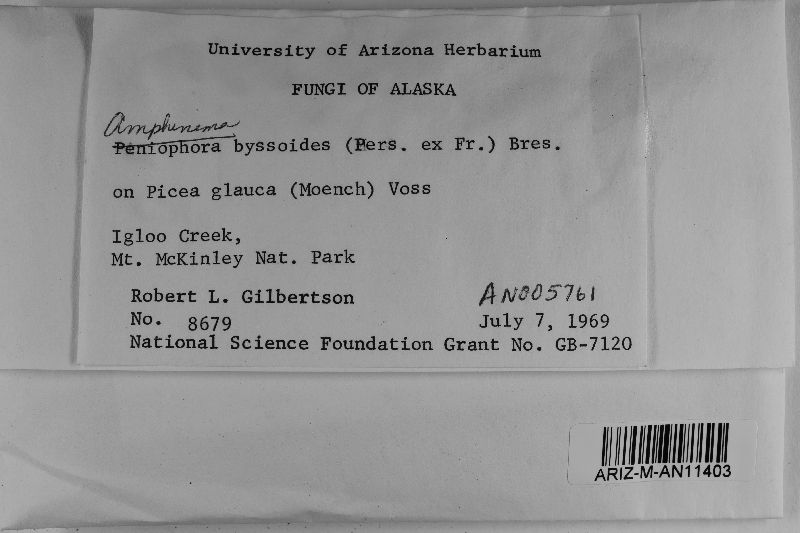 University of Arizona Herbarium
FUNGI OF ALASKA
Amphinema
Peniophora byssoides (Pers. ex Fr.) Bres.
on Picea glauca (Moench) Voss
Igloo Creek,
Mt. McKinley Nat. Park
Robert L. Gilbertson
AN005761
No. 8679
July 7, 1969
National Science Foundation Grant No. GB-7120
ARIZ-M-AN11403